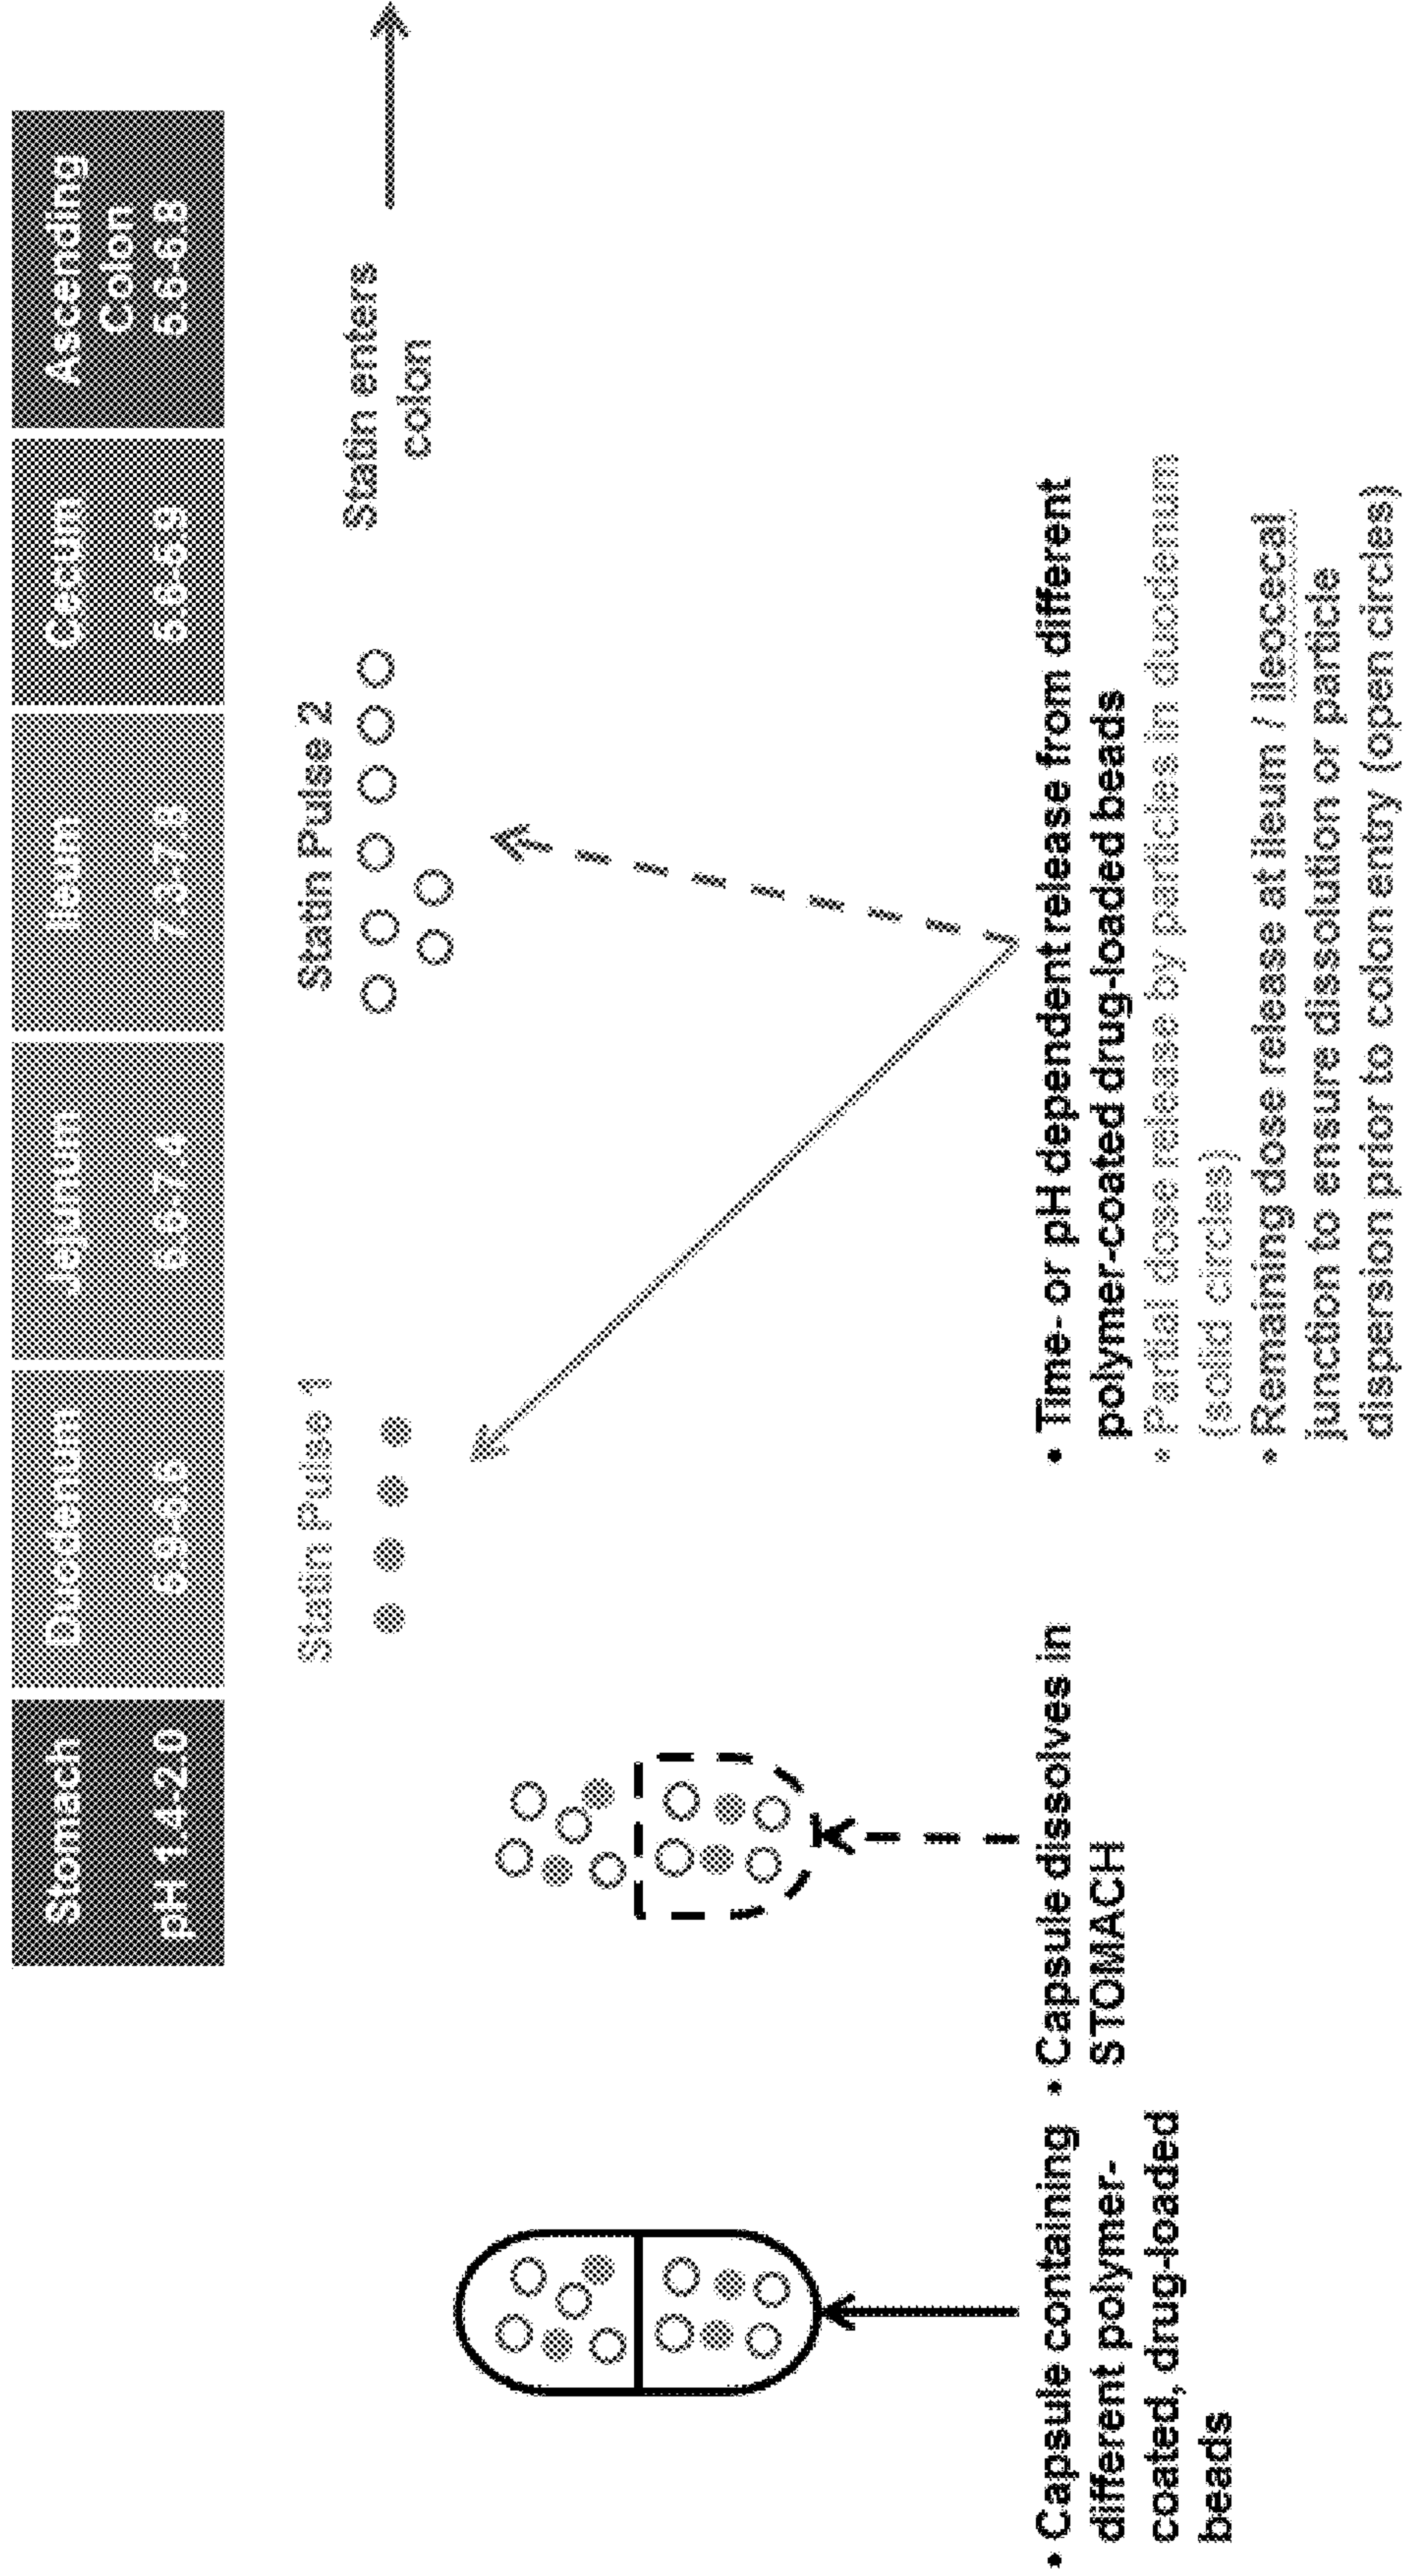 Stomach
pH 1.4-2.0
Duodenum
5.9-6.6
Jejunum
6.6-7.4
Ileum
7.3-7.8
Cecum
5.6-5.9
Ascending
Colon
5.6-6.8
Statin Pulse 1
Statin Pulse 2
Statin enters
colon
• Capsule containing
different polymer-
coated, drug-loaded
beads
• Capsule dissolves in
STOMACH
• Time- or pH dependent release from different
polymer-coated drug-loaded beads
• Partial dose release by particles in duodenum
(solid circles)
• Remaining dose release at ileum / ileocecal
junction to ensure dissolution or particle
dispersion prior to colon entry (open circles)